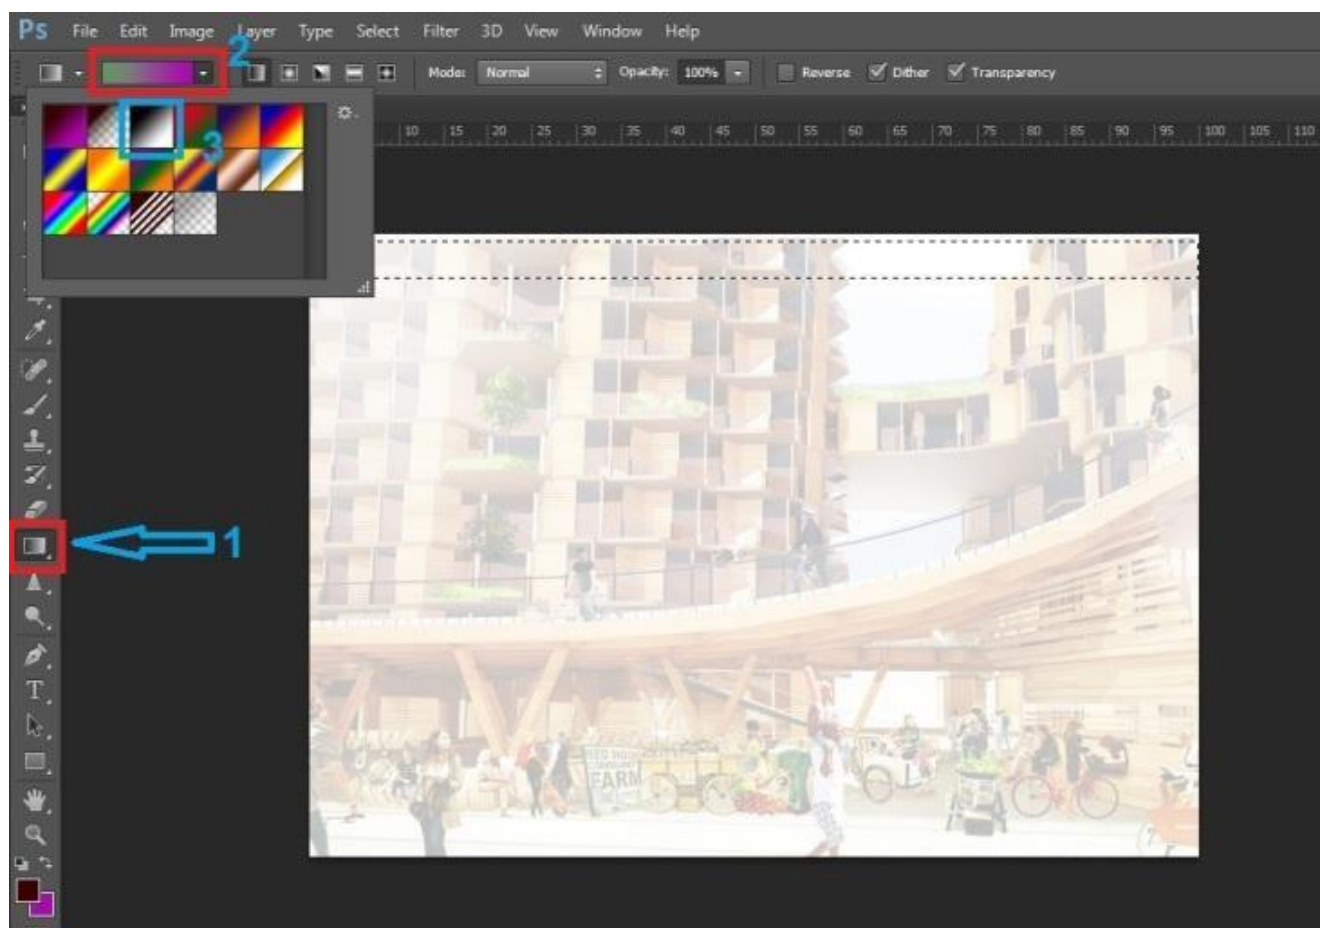 Ps File Edit Image Layer Type Select Filter 3D View Window Help
2
Mode: Normal Opacity: 100% Reverse Dither Transparency
3
10 15 20 25 30 35 40 45 50 55 60 65 70 75 80 85 90 95 100 105 110
1
FARM
T